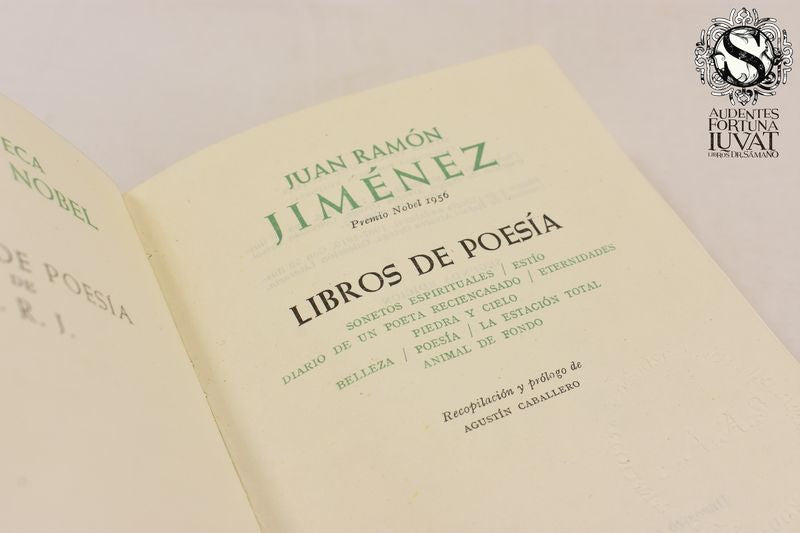 ECA
NOBEL
DE POESÍA
DE
. R. J.
JUAN RAMÓN
JIMÉNEZ
Premio Nobel 1956
LIBROS DE POESÍA
SONETOS ESPIRITUALES / ESTÍO
DIARIO DE UN POETA RECIENCASADO / ETERNIDADES
PIEDRA Y CIELO
BELLEZA / POESÍA / LA ESTACIÓN TOTAL
ANIMAL DE FONDO
Recopilación y prólogo de
AGUSTÍN CABALLERO
S
AUDENTES
FORTUNA
IUVAT
LIBROS DR. SÁMANO